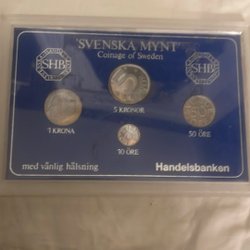 'SVENSKA MYNT'
Coinage of Sweden
SHB SHB
5 KRONOR
1 KRONA
50 ÖRE
10 ÖRE
med vänlig hälsning
Handelsbanken